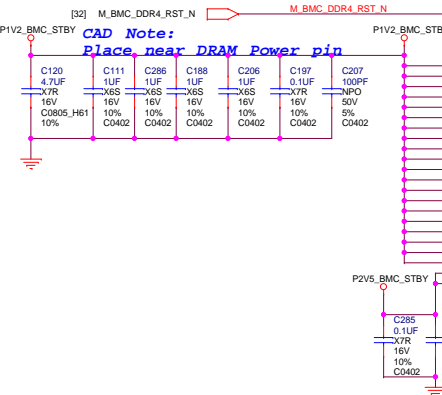 [32] M_BMC_DDR4_RST_N
M_BMC_DDR4_RST_N
P1V2_BMC_STBY
CAD Note:
Place near DRAM Power pin
P1V2_BMC_STB
C120
4.7UF
X7R
16V
C0805_H61
10%
C111
1UF
X6S
16V
10%
C0402
C286
1UF
X6S
16V
10%
C0402
C188
1UF
X6S
16V
10%
C0402
C206
1UF
X6S
16V
10%
C0402
C197
0.1UF
X7R
16V
10%
C0402
C207
100PF
NPO
50V
5%
C0402
P2V5_BMC_STBY
C285
0.1UF
X7R
16V
10%
C0402